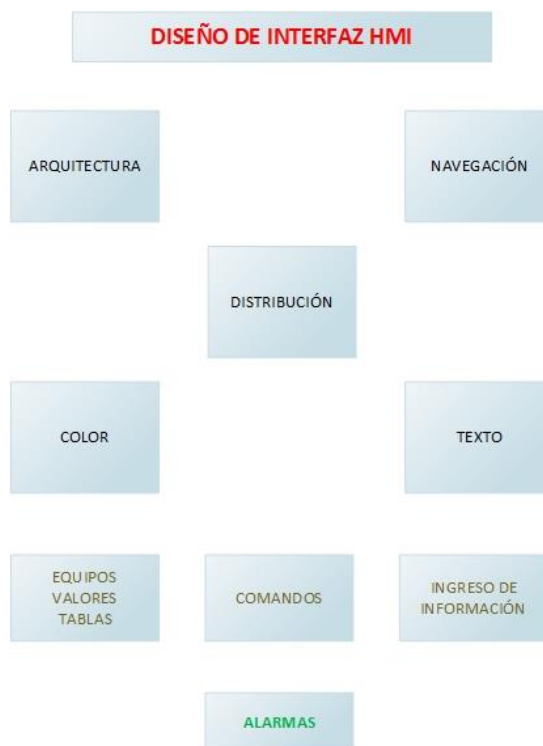 DISEÑO DE INTERFAZ HMI
ARQUITECTURA
NAVEGACIÓN
DISTRIBUCIÓN
COLOR
TEXTO
EQUIPOS
VALORES
TABLAS
COMANDOS
INGRESO DE
INFORMACIÓN
ALARMAS